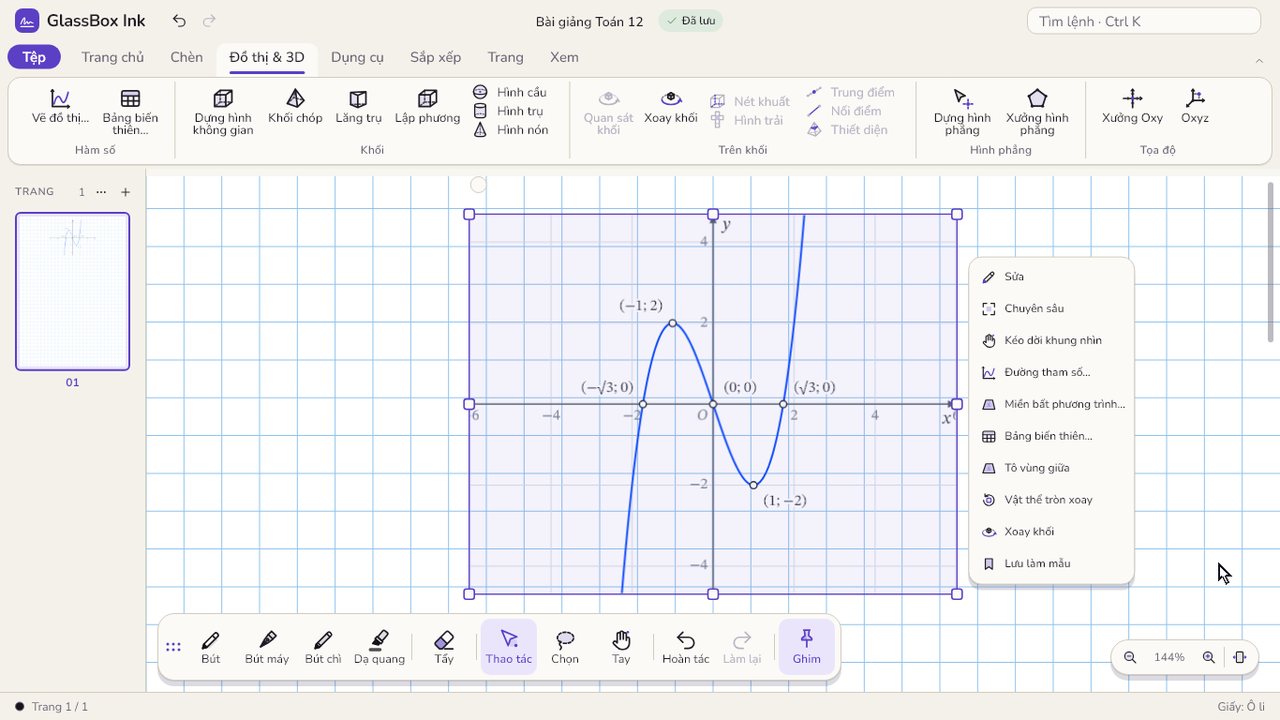 GlassBox Ink
Bài giảng Toán 12
Đã lưu
Tìm lệnh · Ctrl K
Tệp
Trang chủ
Chèn
Đồ thị & 3D
Dụng cụ
Sắp xếp
Trang
Xem
Vẽ đồ thị...
Bảng biến thiên...
Hàm số
Dựng hình không gian
Khối chóp
Lăng trụ
Lập phương
Hình cầu
Hình trụ
Hình nón
Khối
Quan sát khối
Xoay khối
Nét khuất
Hình trải
Trung điểm
Nối điểm
Thiết diện
Trên khối
Dựng hình phẳng
Xưởng hình phẳng
Hình phẳng
Xưởng Oxy
Oxyz
Tọa độ
TRANG
1
01
y
4
(−1; 2)
2
(−√3; 0)
(0; 0)
(√3; 0)
6
−4
−2
O
2
4
x
−2
(1; −2)
−4
Sửa
Chuyên sâu
Kéo dời khung nhìn
Đường tham số...
Miền bất phương trình...
Bảng biến thiên...
Tô vùng giữa
Vật thể tròn xoay
Xoay khối
Lưu làm mẫu
Bút
Bút máy
Bút chì
Dạ quang
Tẩy
Thao tác
Chọn
Tay
Hoàn tác
Làm lại
Ghim
144%
Trang 1 / 1
Giấy: Ô li